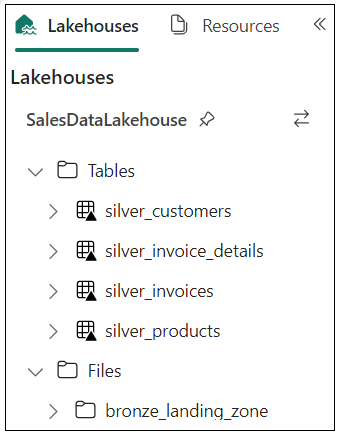 Lakehouses Resources
Lakehouses
SalesDataLakehouse
Tables
silver_customers
silver_invoice_details
silver_invoices
silver_products
Files
bronze_landing_zone